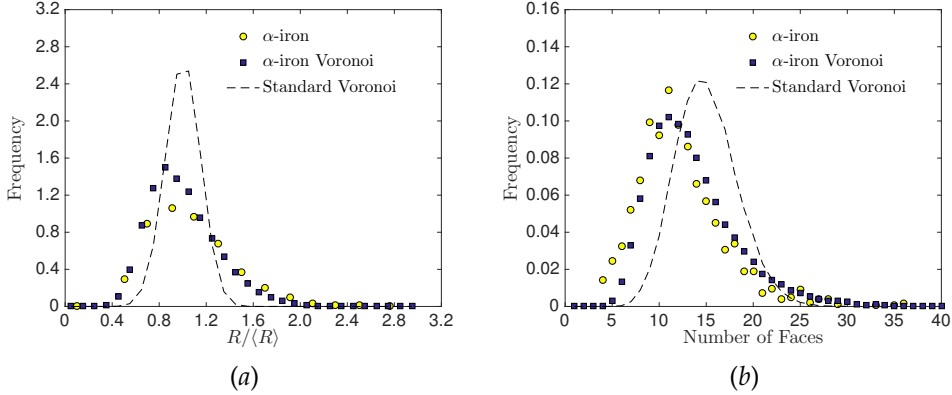 3.2
2.8
2.4
2.0
1.6
1.2
0.8
0.4
0
Frequency
α-iron
α-iron Voronoi
Standard Voronoi
0 0.4 0.8 1.2 1.6 2.0 2.4 2.8 3.2
R/⟨R⟩
(a)
0.16
0.14
0.12
0.10
0.08
0.06
0.04
0.02
0.00
Frequency
α-iron
α-iron Voronoi
Standard Voronoi
0 5 10 15 20 25 30 35 40
Number of Faces
(b)